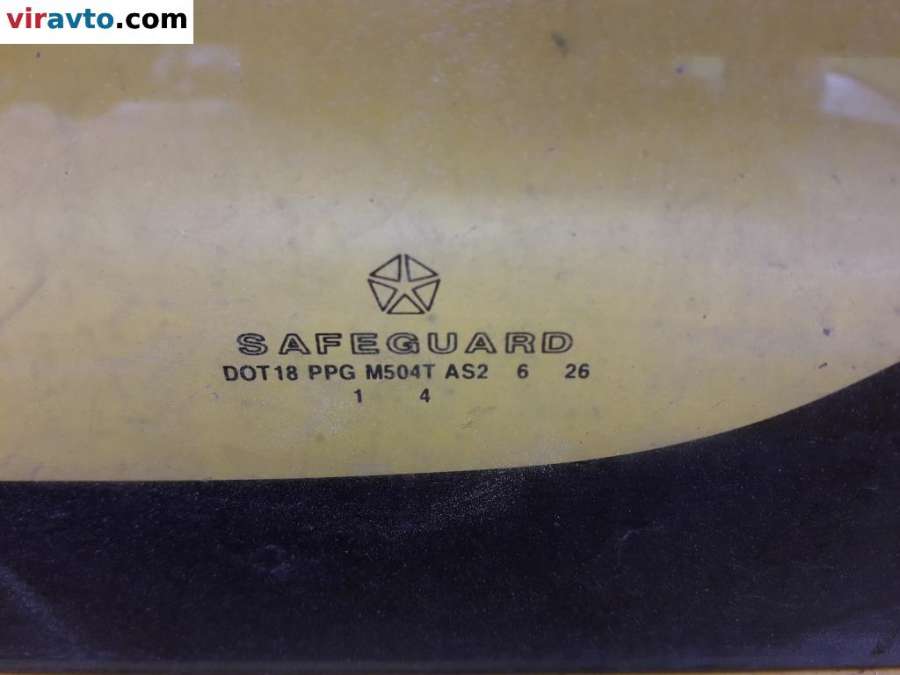 viravto.com
SAFEGUARD
DOT18 PPG M504T AS2 6 26
1 4